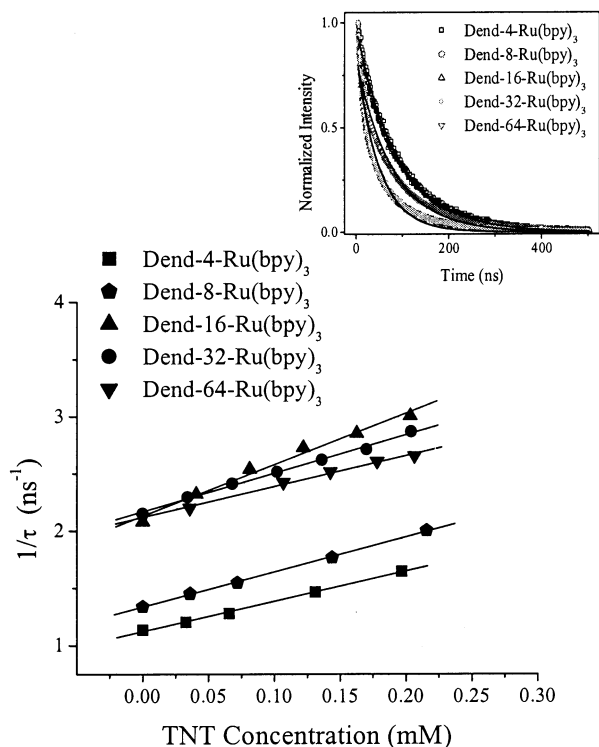 1.0
0.5
0.0
Normalized Intensity
Dend-4-Ru(bpy)₃
Dend-8-Ru(bpy)₃
Dend-16-Ru(bpy)₃
Dend-32-Ru(bpy)₃
Dend-64-Ru(bpy)₃
0 200 400
Time (ns)
Dend-4-Ru(bpy)₃
Dend-8-Ru(bpy)₃
Dend-16-Ru(bpy)₃
Dend-32-Ru(bpy)₃
Dend-64-Ru(bpy)₃
4
3
2
1
1/τ (ns⁻¹)
0.00 0.05 0.10 0.15 0.20 0.25 0.30
TNT Concentration (mM)